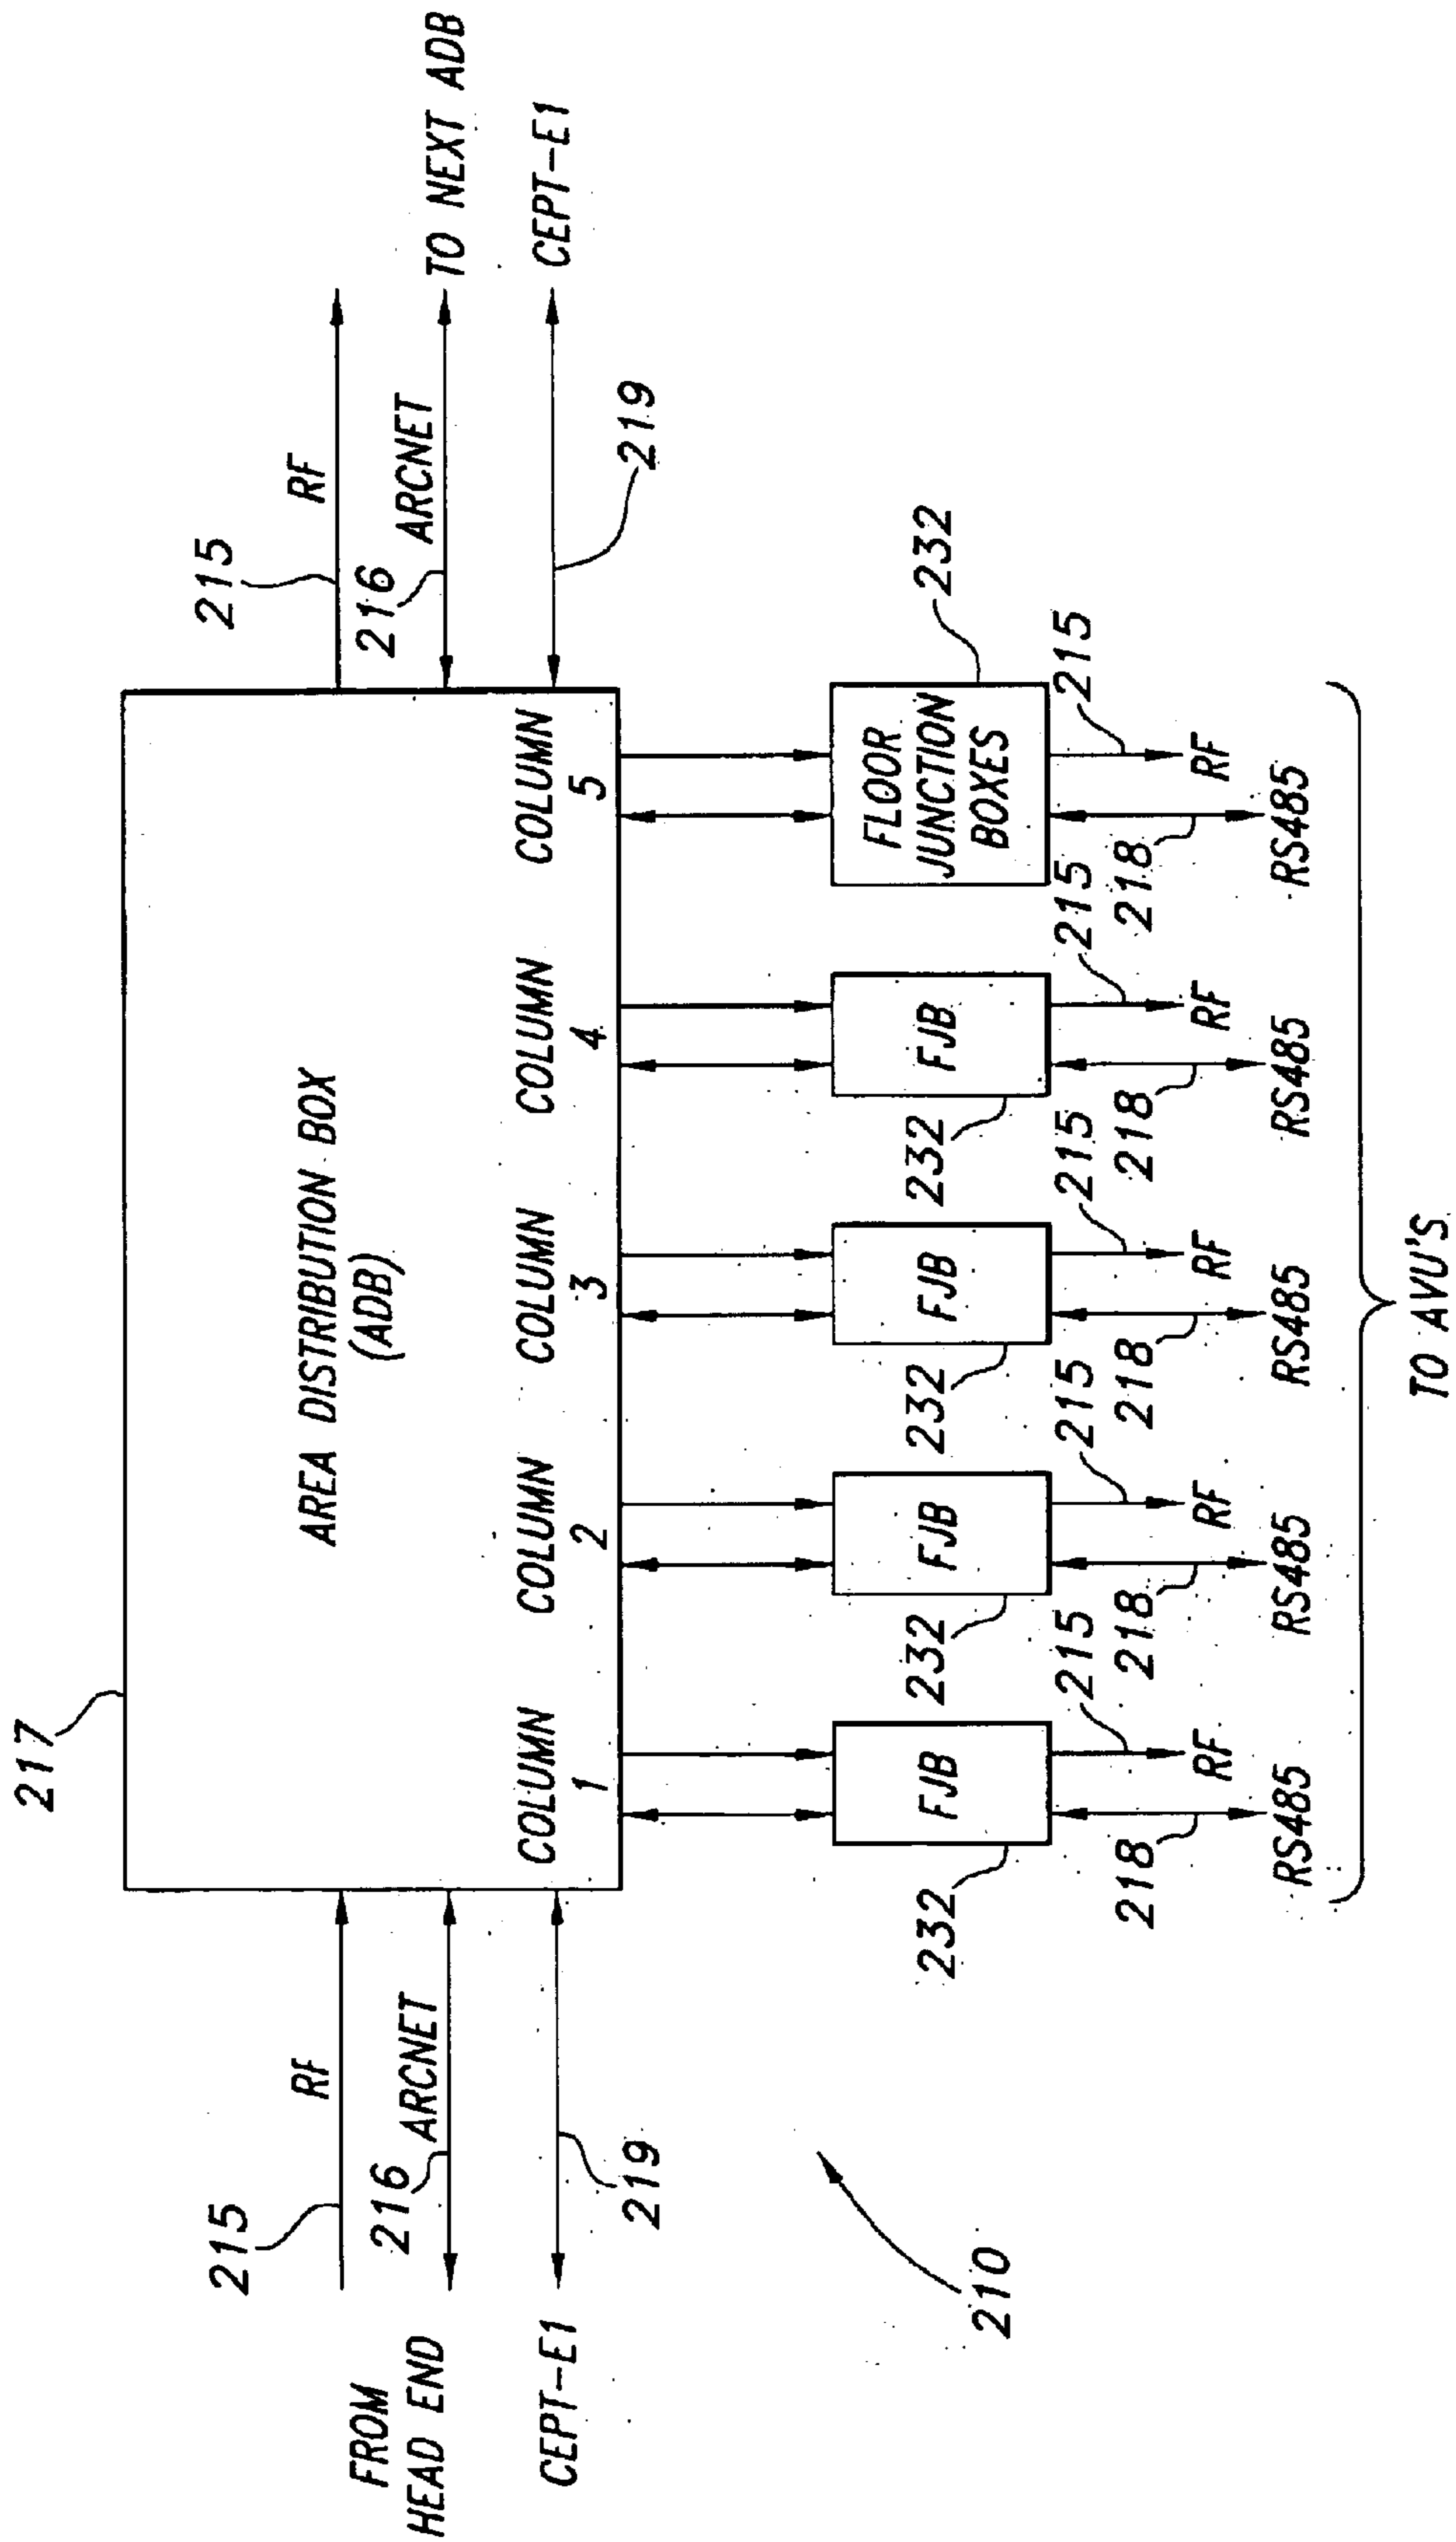 217
AREA DISTRIBUTION BOX
(ADB)
215
RF
FROM
HEAD END
216
ARCNET
CEPT-E1
219
215
RF
216
ARCNET
TO NEXT ADB
CEPT-E1
219
COLUMN
1
COLUMN
2
COLUMN
3
COLUMN
4
COLUMN
5
232
FJB
232
FJB
232
FJB
232
FJB
FLOOR
JUNCTION
BOXES
232
218
215
RF
RS485
218
215
RF
RS485
218
215
RF
RS485
218
215
RF
RS485
218
215
RF
RS485
210
TO AVU'S